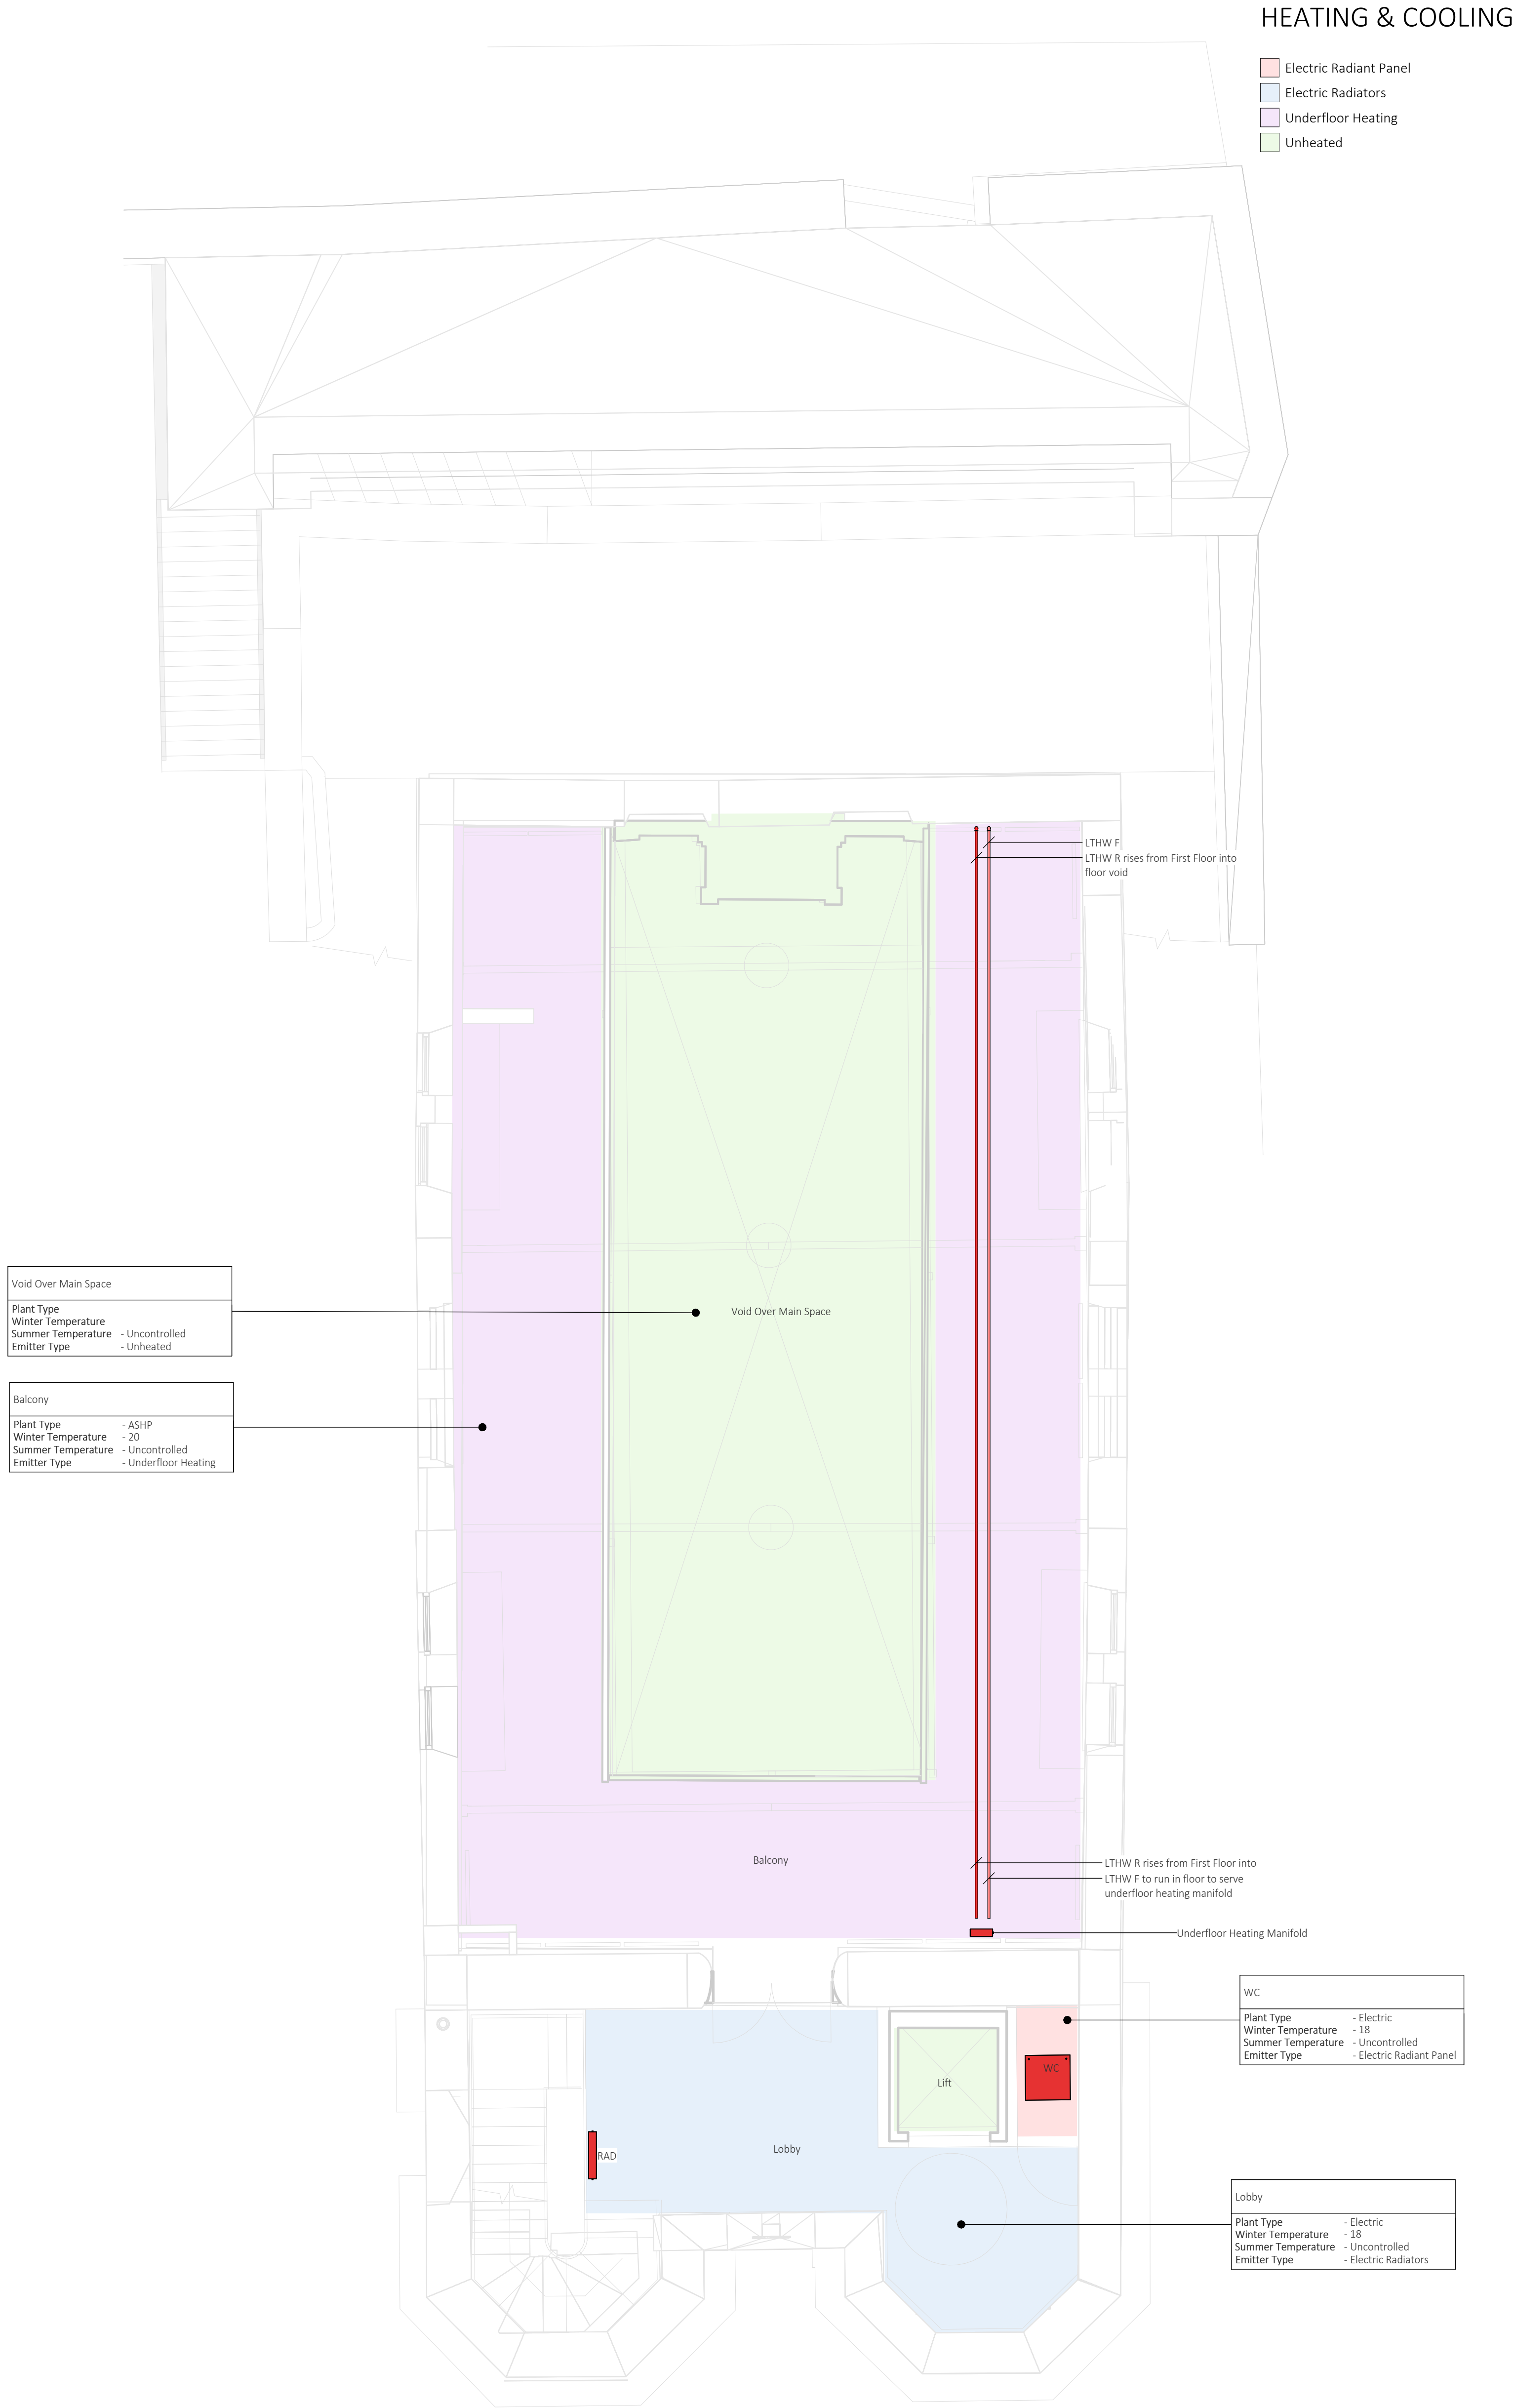 HEATING & COOLING
Electric Radiant Panel
Electric Radiators
Underfloor Heating
Unheated
LTHW F
LTHW R rises from First Floor into
floor void
Void Over Main Space
Plant Type
Winter Temperature
Summer Temperature - Uncontrolled
Emitter Type - Unheated
Void Over Main Space
Balcony
Plant Type - ASHP
Winter Temperature - 20
Summer Temperature - Uncontrolled
Emitter Type - Underfloor Heating
Balcony
LTHW R rises from First Floor into
LTHW F to run in floor to serve
underfloor heating manifold
Underfloor Heating Manifold
WC
Plant Type - Electric
Winter Temperature - 18
Summer Temperature - Uncontrolled
Emitter Type - Electric Radiant Panel
WC
Lift
RAD
Lobby
Lobby
Plant Type - Electric
Winter Temperature - 18
Summer Temperature - Uncontrolled
Emitter Type - Electric Radiators